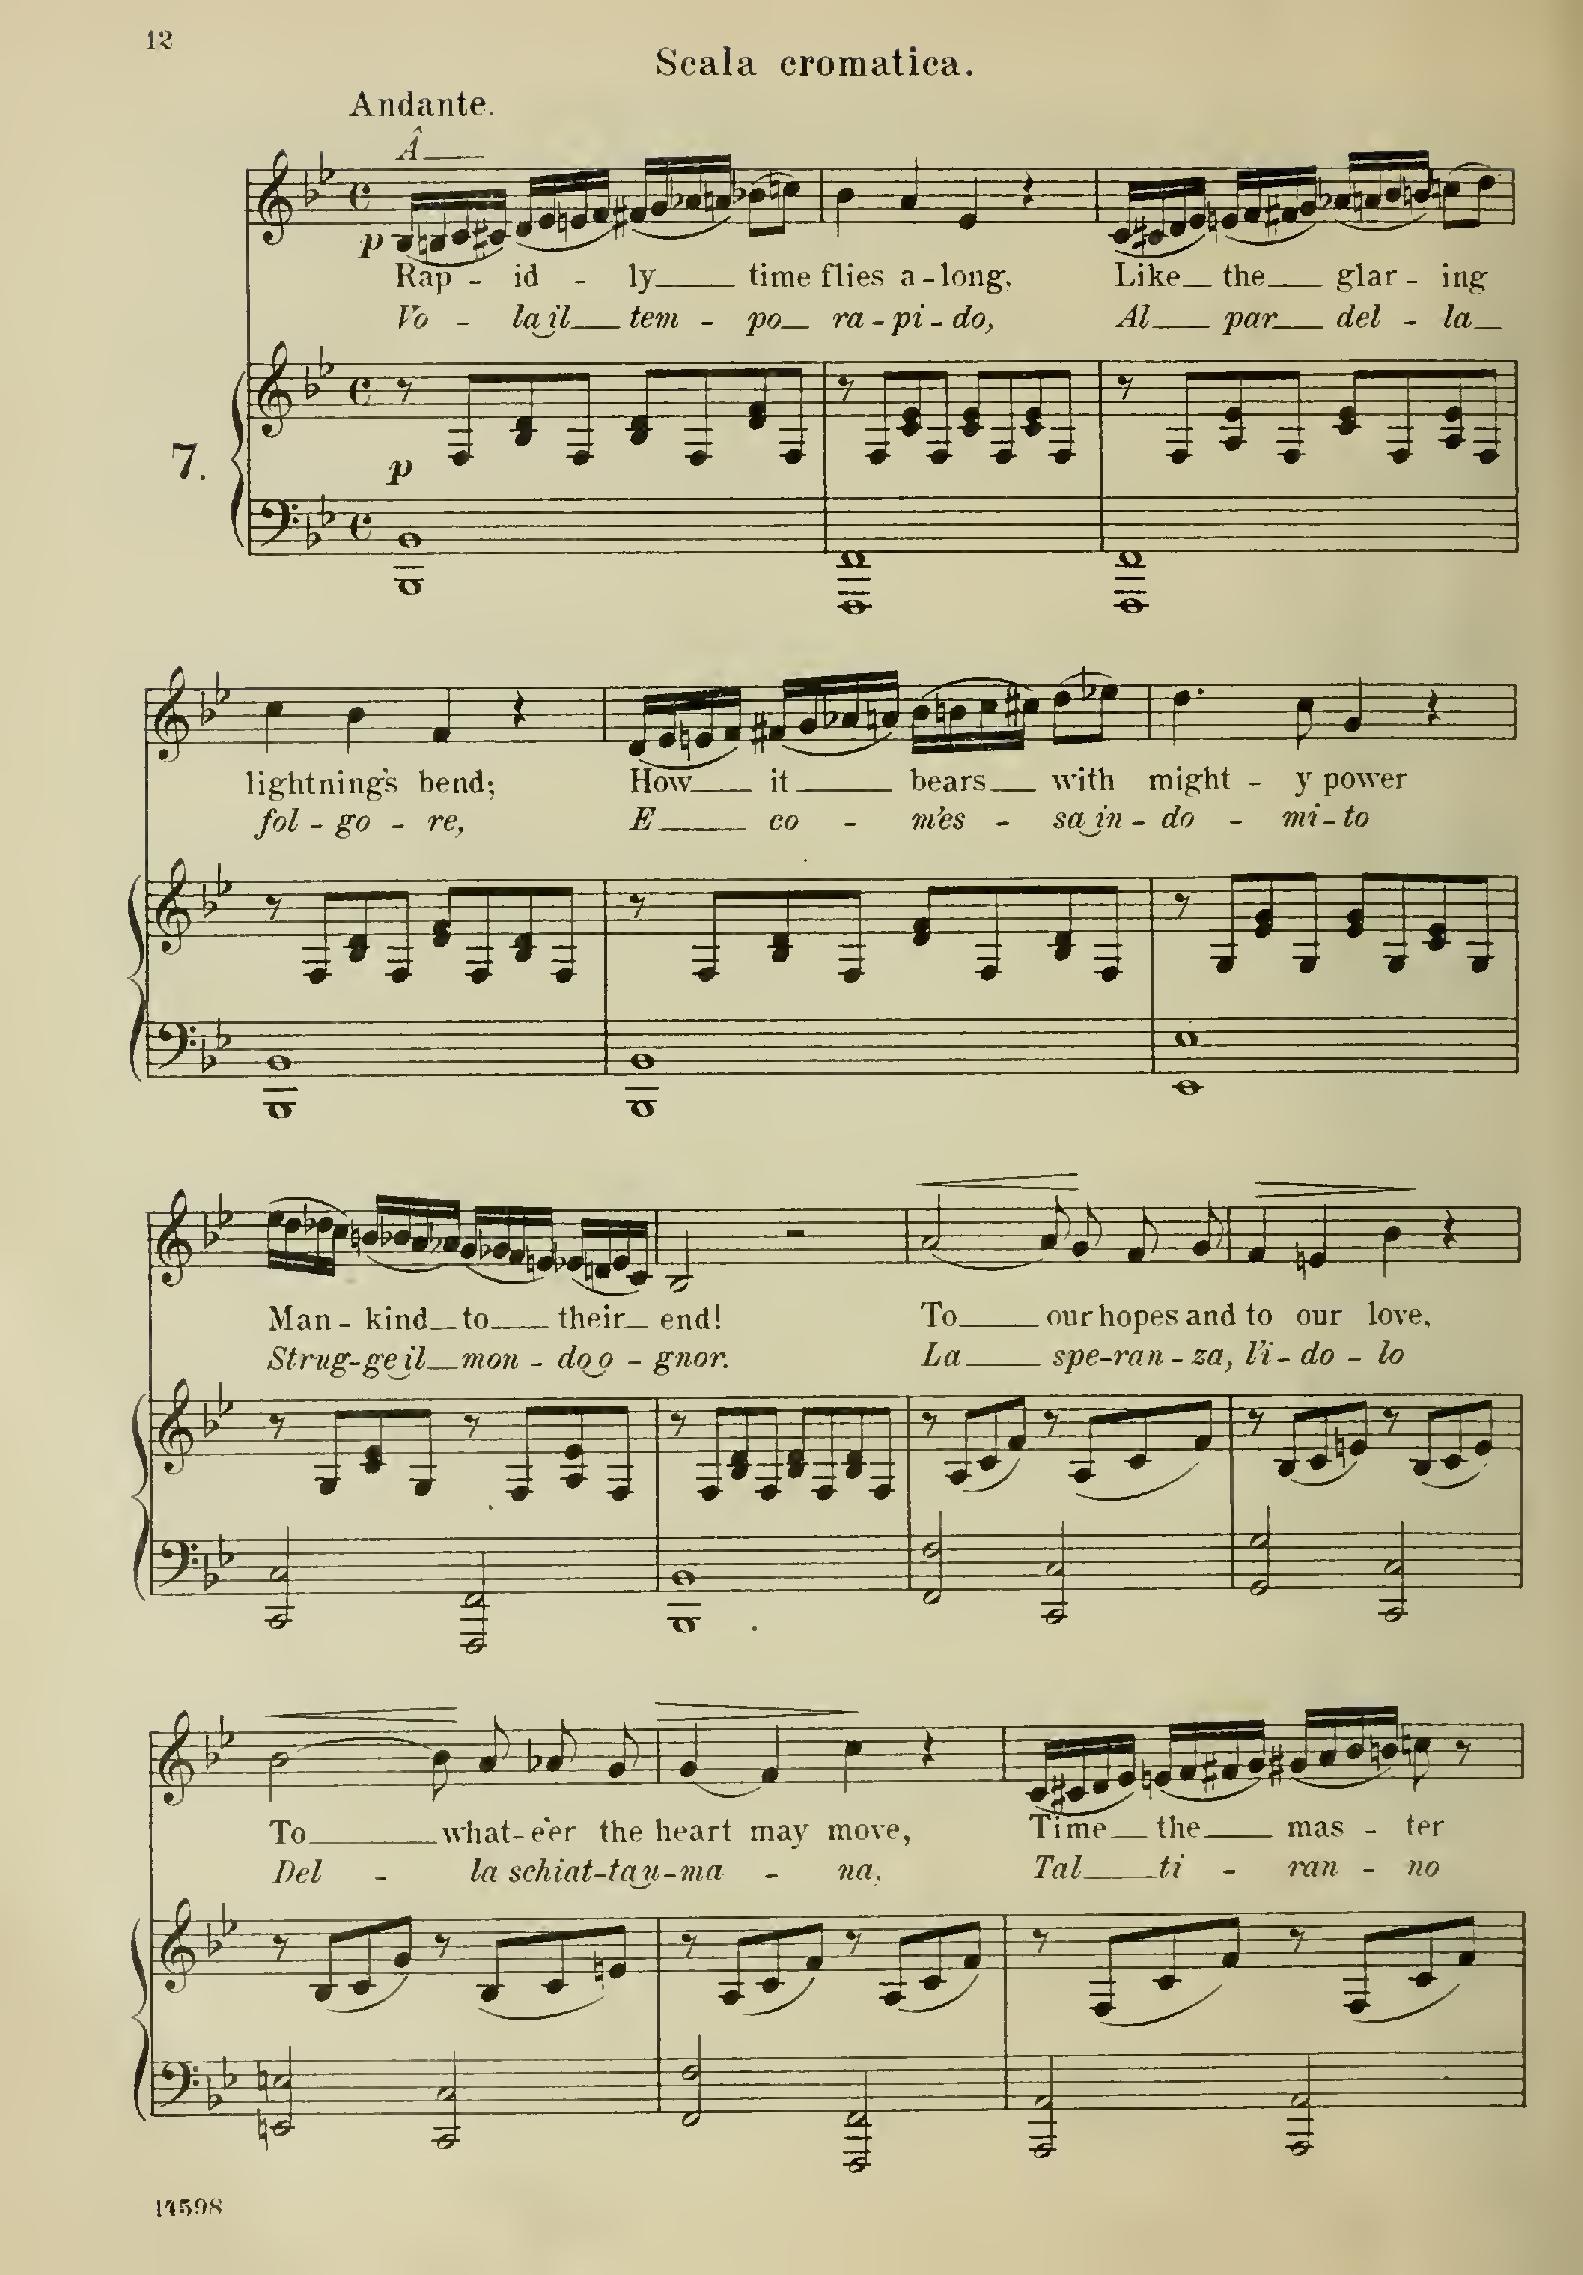 12
Scala cromatica.
Andante.
Â
p
Rap - id - ly time flies a-long,
Vo - la il tem - po ra-pi-do,
Like the glar - ing
Al par del - la
7.
p
lightning's bend;
fol - go - re,
How it bears with might - y power
E co - m'es - sa in - do - mi-to
Man - kind to their end!
Strug-ge il mon - do o - gnor.
To our hopes and to our love,
La spe-ran - za, l'i - do - lo
To what-e'er the heart may move,
Del - la schiat-ta u-ma - na,
Time the mas - ter
Tal ti - ran - no
14598